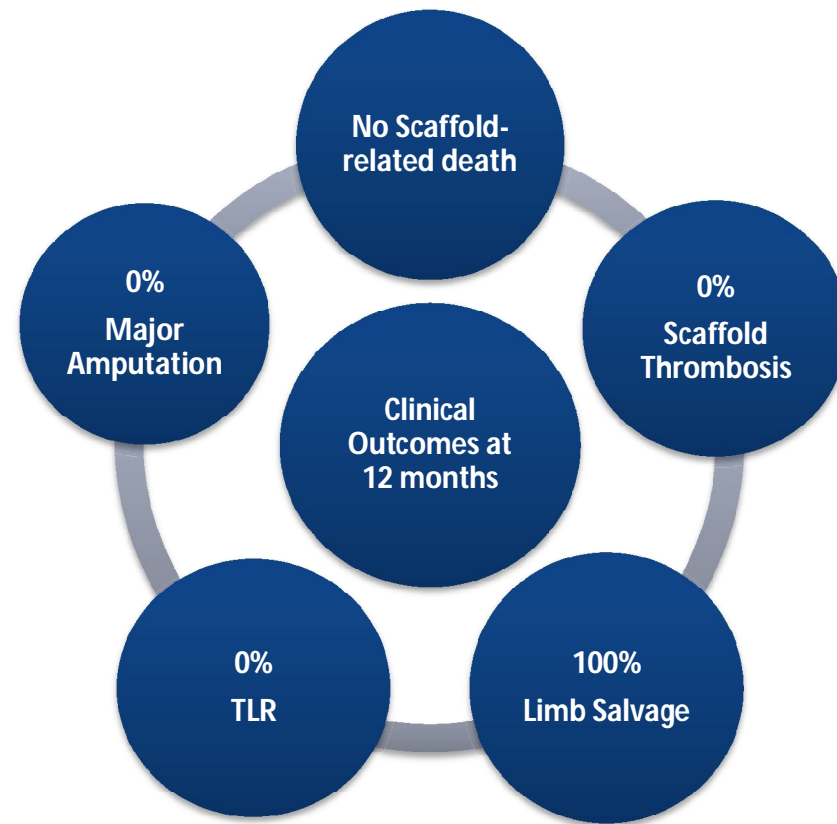 No Scaffold-
related death
0%
Major
Amputation
0%
Scaffold
Thrombosis
Clinical
Outcomes at
12 months
0%
TLR
100%
Limb Salvage